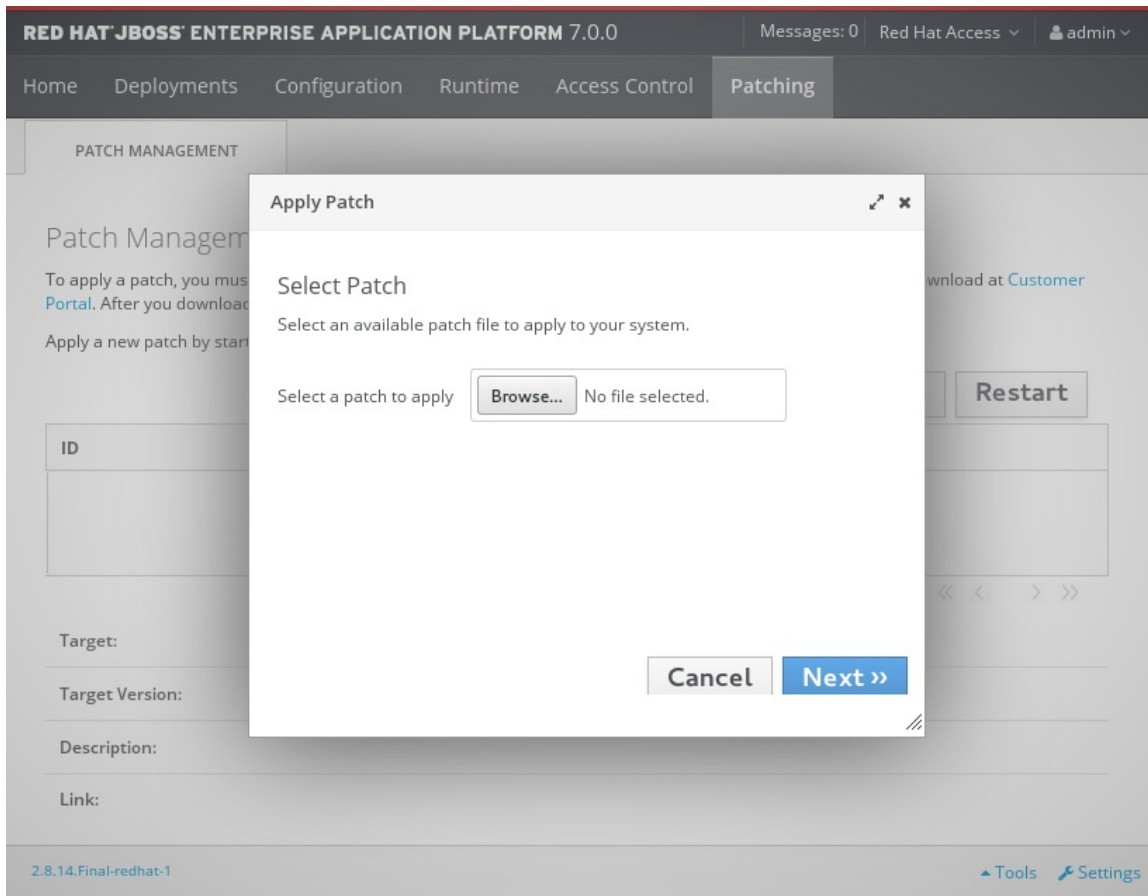 RED HAT® JBOSS® ENTERPRISE APPLICATION PLATFORM 7.0.0 Messages: 0 Red Hat Access admin
Home Deployments Configuration Runtime Access Control Patching
PATCH MANAGEMENT
Apply Patch
Patch Managem
To apply a patch, you mus wnload at Customer
Portal. After you download
Apply a new patch by star
Select Patch
Select an available patch file to apply to your system.
Select a patch to apply Browse... No file selected.
Restart
ID
Cancel Next »
Target:
Target Version:
Description:
Link:
2.8.14.Final-redhat-1 Tools Settings